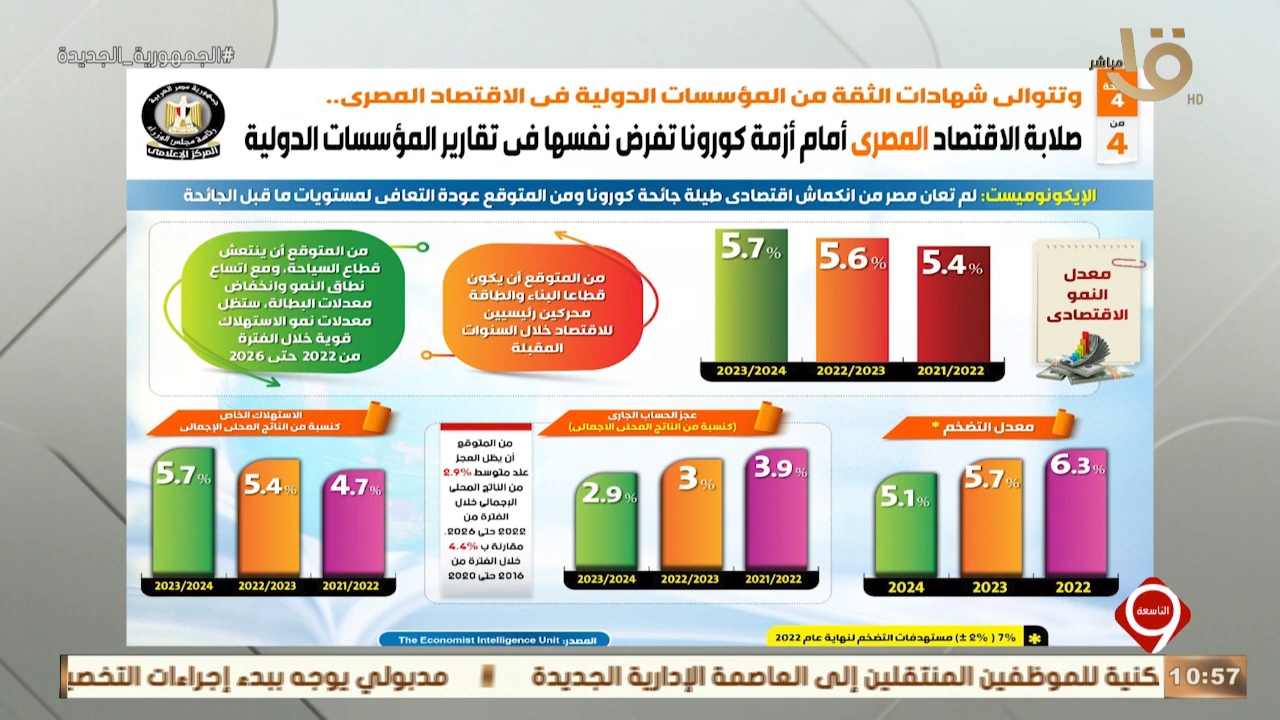 #الجمهورية_الجديدة
مباشر
HD
4
من
4
جمهورية مصر العربية
رئاسة مجلس الوزراء
المركز الإعلامى
وتتوالى شهادات الثقة من المؤسسات الدولية فى الاقتصاد المصرى..
صلابة الاقتصاد المصرى أمام أزمة كورونا تفرض نفسها فى تقارير المؤسسات الدولية
الإيكونوميست: لم تعان مصر من انكماش اقتصادى طيلة جائحة كورونا ومن المتوقع عودة التعافى لمستويات ما قبل الجائحة
معدل
النمو
الاقتصادى
5.4%
5.6%
5.7%
2021/2022
2022/2023
2023/2024
من المتوقع أن يكون
قطاعا البناء والطاقة
محركين رئيسيين
للاقتصاد خلال السنوات
المقبلة
من المتوقع أن ينتعش
قطاع السياحة، ومع اتساع
نطاق النمو وانخفاض
معدلات البطالة، ستظل
معدلات نمو الاستهلاك
قوية خلال الفترة
من 2022 حتى 2026
معدل التضخم *
6.3%
5.7%
5.1%
2022
2023
2024
عجز الحساب الجارى
(كنسبة من الناتج المحلى الاجمالى)
3.9%
3%
2.9%
2021/2022
2022/2023
2023/2024
من المتوقع
أن يظل العجز
عند متوسط 2.9%
من الناتج المحلى
الإجمالى خلال
الفترة من
2022 حتى 2026،
مقارنة ب 4.4%
خلال الفترة من
2016 حتى 2020
الاستهلاك الخاص
كنسبة من الناتج المحلى الإجمالى
4.7%
5.4%
5.7%
2021/2022
2022/2023
2023/2024
* 7% (± 2%) مستهدفات التضخم لنهاية عام 2022
المصدر: The Economist Intelligence Unit
التاسعة
9
10:57
كنية للموظفين المنتقلين إلى العاصمة الإدارية الجديدة
مدبولي يوجه ببدء إجراءات التخصي